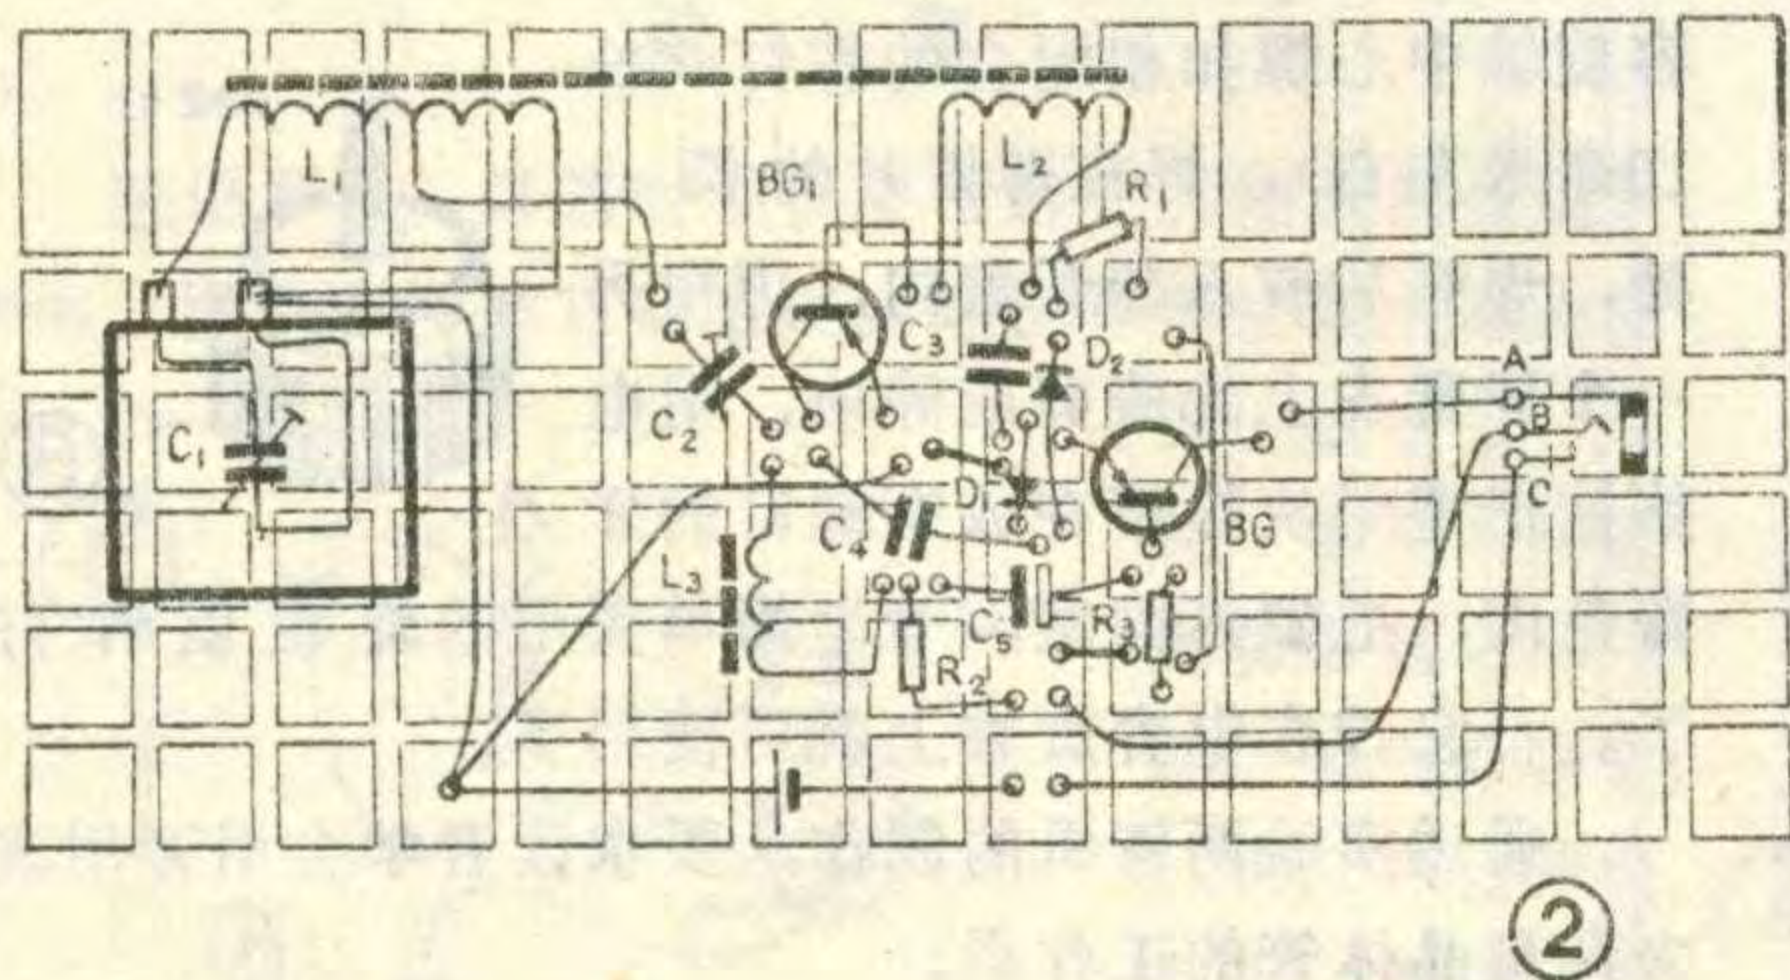 L₁
BG₁
L₂
R₁
C₃
D₂
A
B
C
C₂
C₁
D₁
BG
C₄
L₃
C₅
R₃
R₂
②